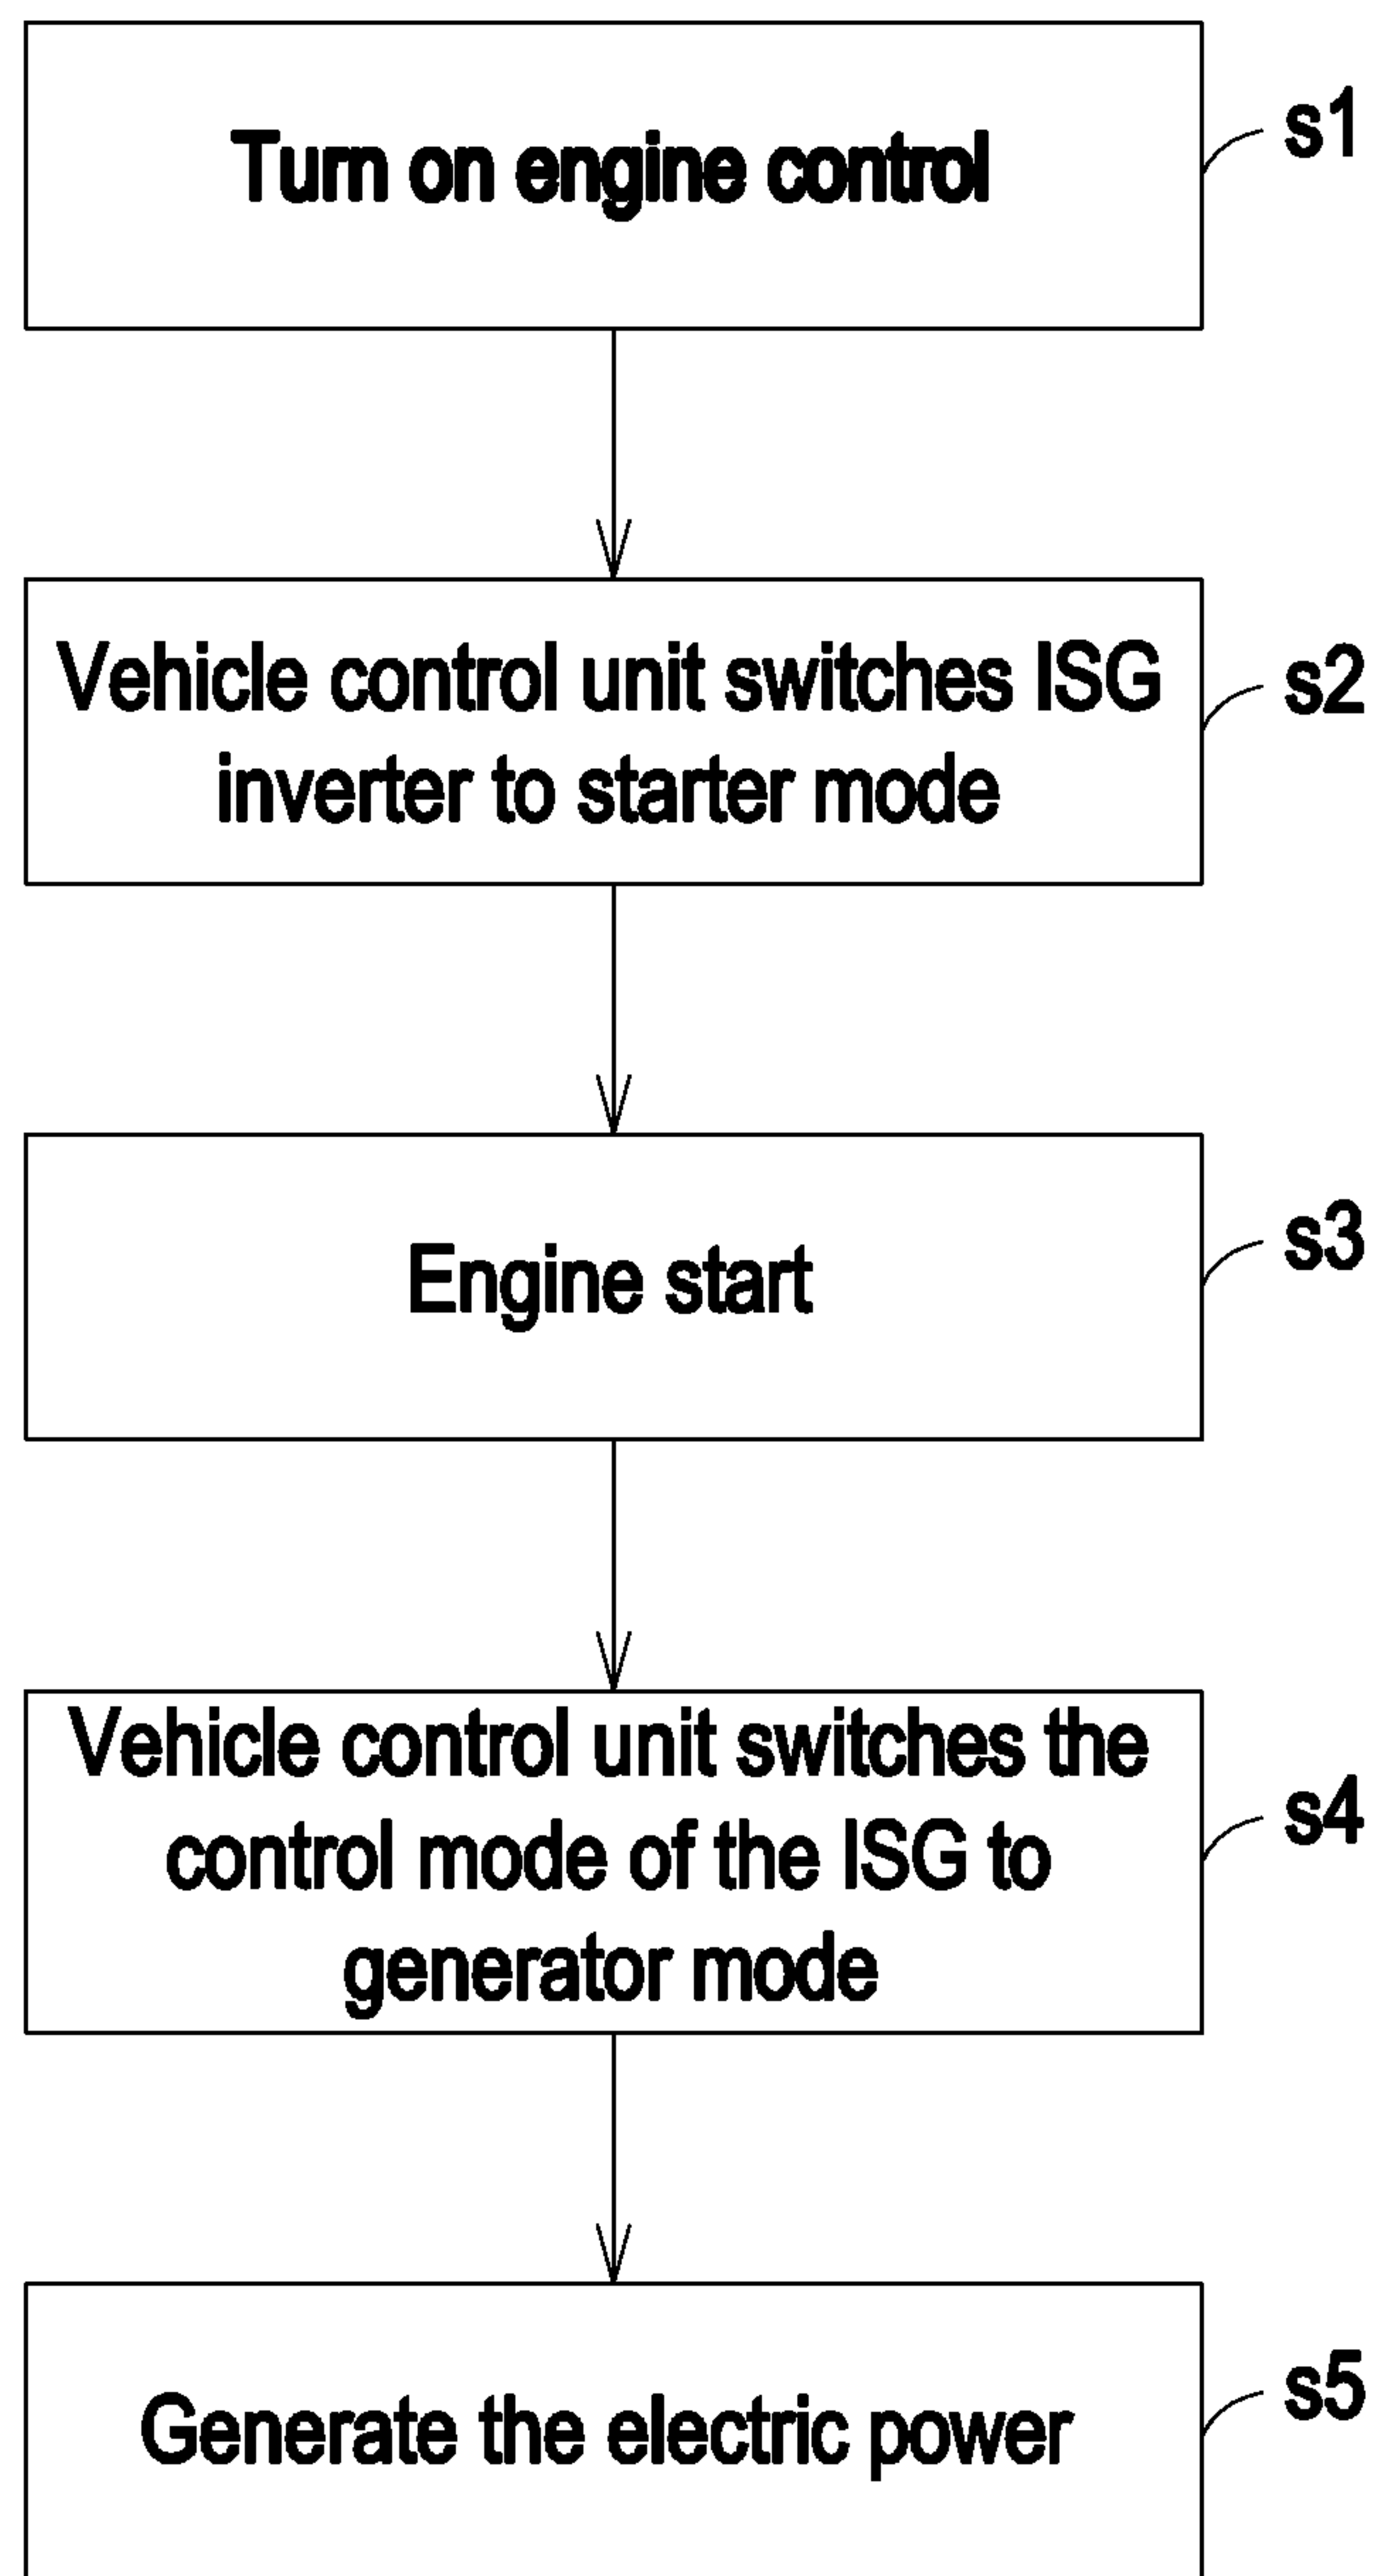 Turn on engine control
s1
Vehicle control unit switches ISG
inverter to starter mode
s2
Engine start
s3
Vehicle control unit switches the
control mode of the ISG to
generator mode
s4
Generate the electric power
s5